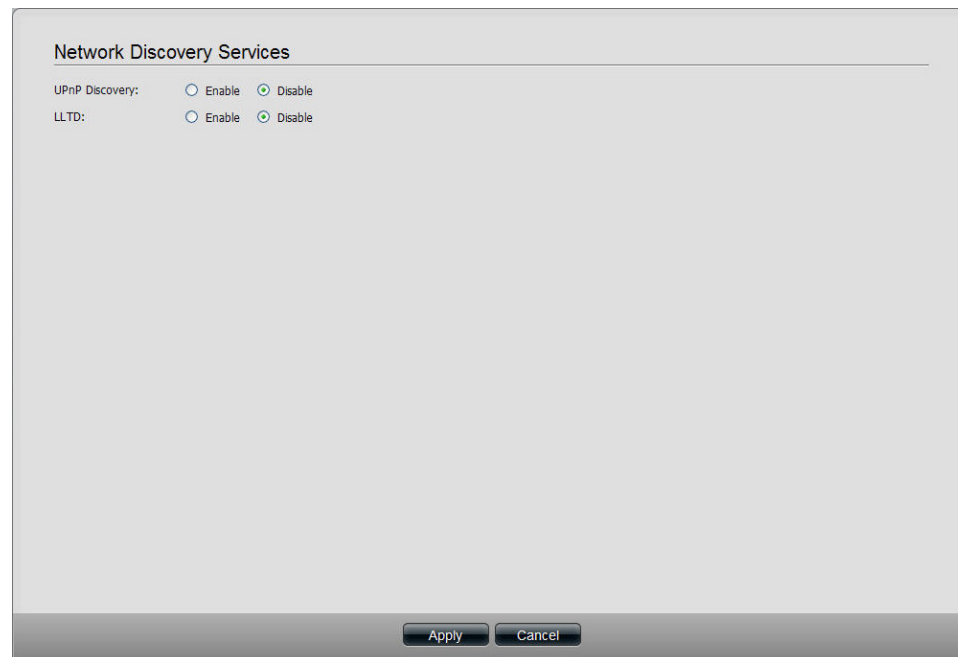 Network Discovery Services
UPnP Discovery: Enable Disable
LLTD: Enable Disable
Apply Cancel